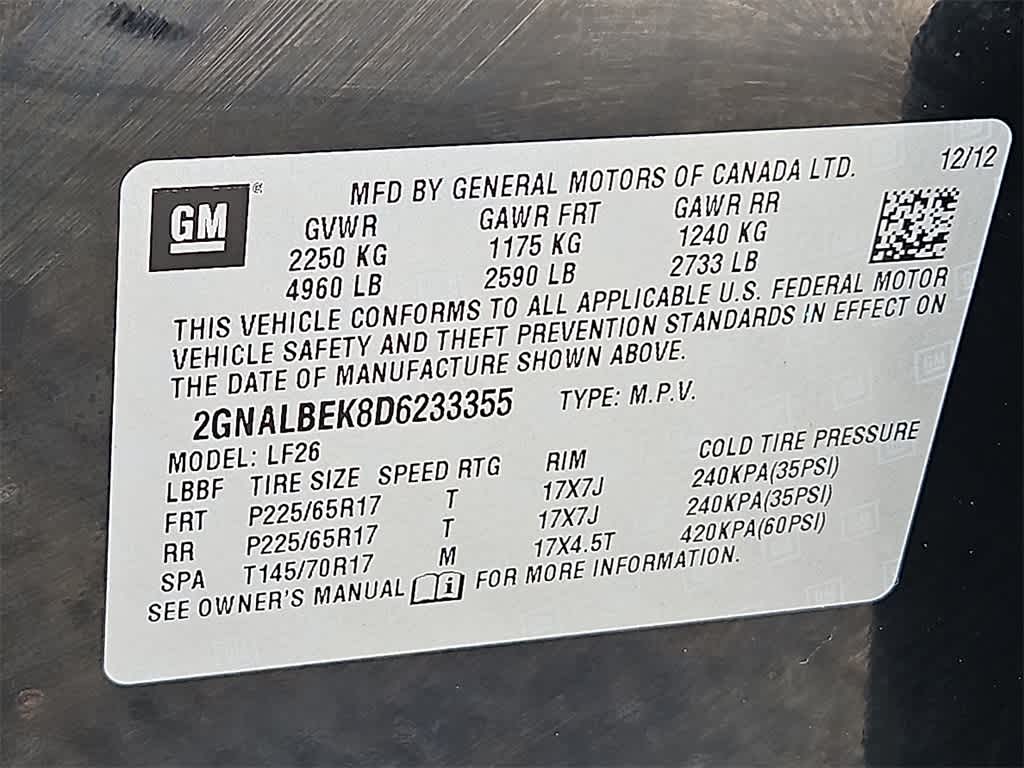 GM ®
MFD BY GENERAL MOTORS OF CANADA LTD. 12/12
GVWR GAWR FRT GAWR RR
2250 KG 1175 KG 1240 KG
4960 LB 2590 LB 2733 LB
THIS VEHICLE CONFORMS TO ALL APPLICABLE U.S. FEDERAL MOTOR
VEHICLE SAFETY AND THEFT PREVENTION STANDARDS IN EFFECT ON
THE DATE OF MANUFACTURE SHOWN ABOVE.
2GNALBEK8D6233355 TYPE: M.P.V.
MODEL: LF26
LBBF TIRE SIZE SPEED RTG RIM COLD TIRE PRESSURE
FRT P225/65R17 T 17X7J 240KPA(35PSI)
RR P225/65R17 T 17X7J 240KPA(35PSI)
SPA T145/70R17 M 17X4.5T 420KPA(60PSI)
SEE OWNER'S MANUAL i FOR MORE INFORMATION.